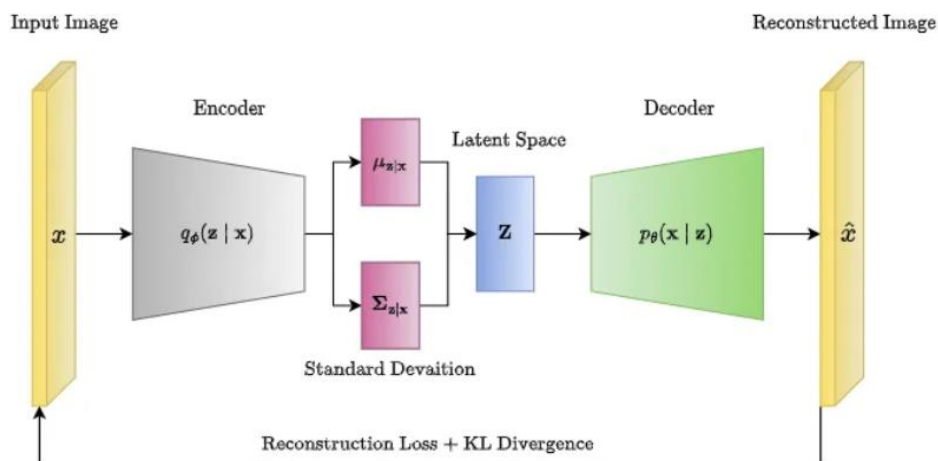 Input Image
Reconstructed Image
Encoder
Decoder
Latent Space
μz|x
x
qϕ(z | x)
Z
pθ(x | z)
x̂
Σz|x
Standard Devaition
Reconstruction Loss + KL Divergence